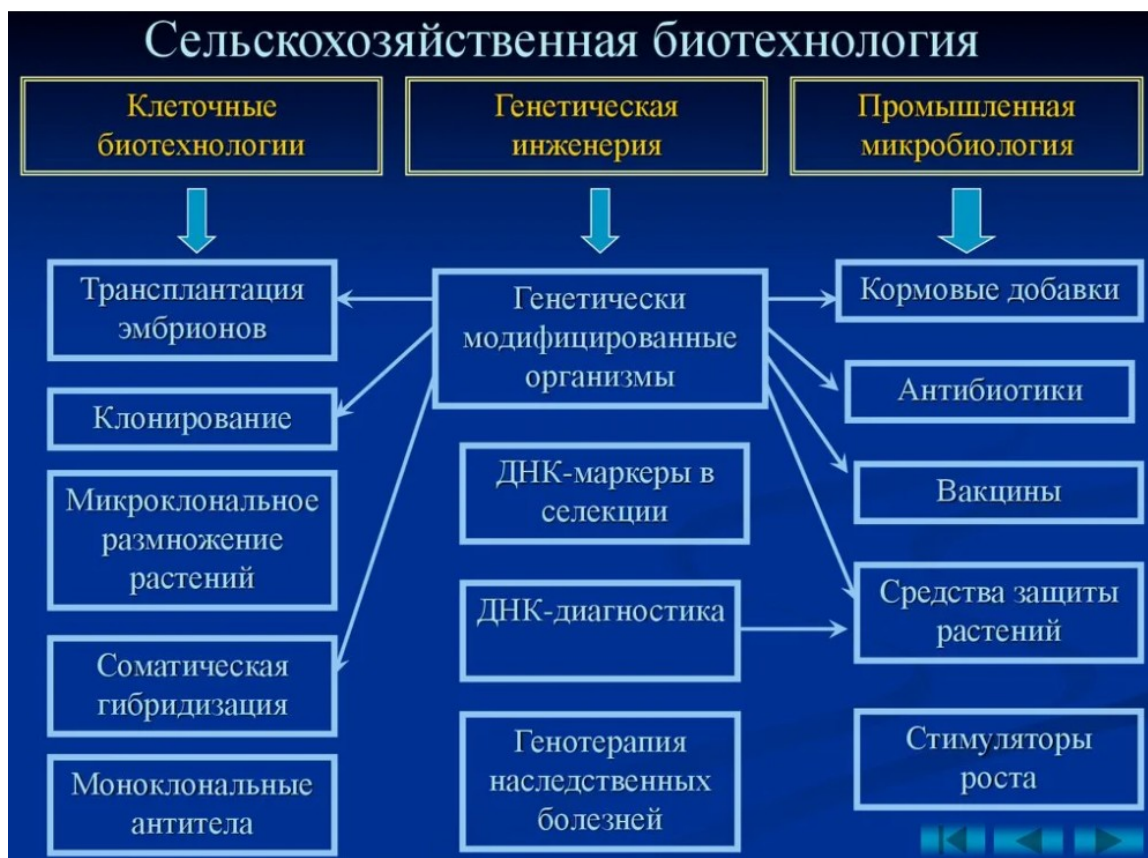 Сельскохозяйственная биотехнология
Клеточные
биотехнологии
Генетическая
инженерия
Промышленная
микробиология
Трансплантация
эмбрионов
Клонирование
Микроклональное
размножение
растений
Соматическая
гибридизация
Моноклональные
антитела
Генетически
модифицированные
организмы
ДНК-маркеры в
селекции
ДНК-диагностика
Генотерапия
наследственных
болезней
Кормовые добавки
Антибиотики
Вакцины
Средства защиты
растений
Стимуляторы
роста